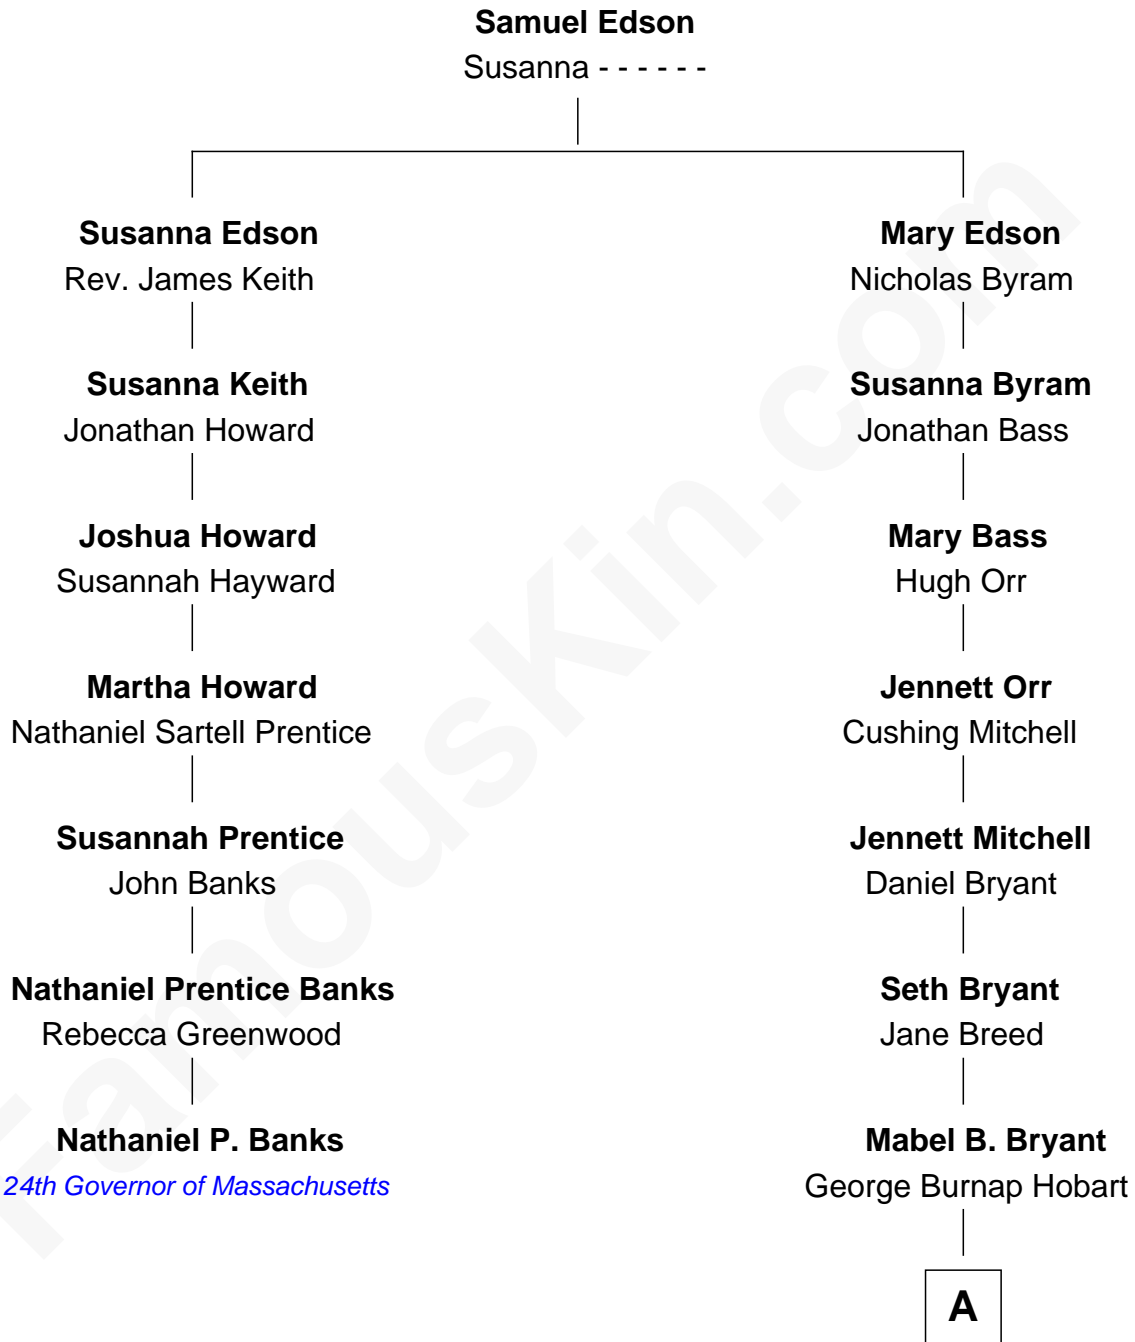 Samuel Edson
Susanna - - - - - -
Susanna Edson
Rev. James Keith
Mary Edson
Nicholas Byram
Susanna Keith
Jonathan Howard
Susanna Byram
Jonathan Bass
Joshua Howard
Susannah Hayward
Mary Bass
Hugh Orr
Martha Howard
Nathaniel Sartell Prentice
Jennett Orr
Cushing Mitchell
Susannah Prentice
John Banks
Jennett Mitchell
Daniel Bryant
Nathaniel Prentice Banks
Rebecca Greenwood
Seth Bryant
Jane Breed
Nathaniel P. Banks
24th Governor of Massachusetts
Mabel B. Bryant
George Burnap Hobart
A
FamousKin.com